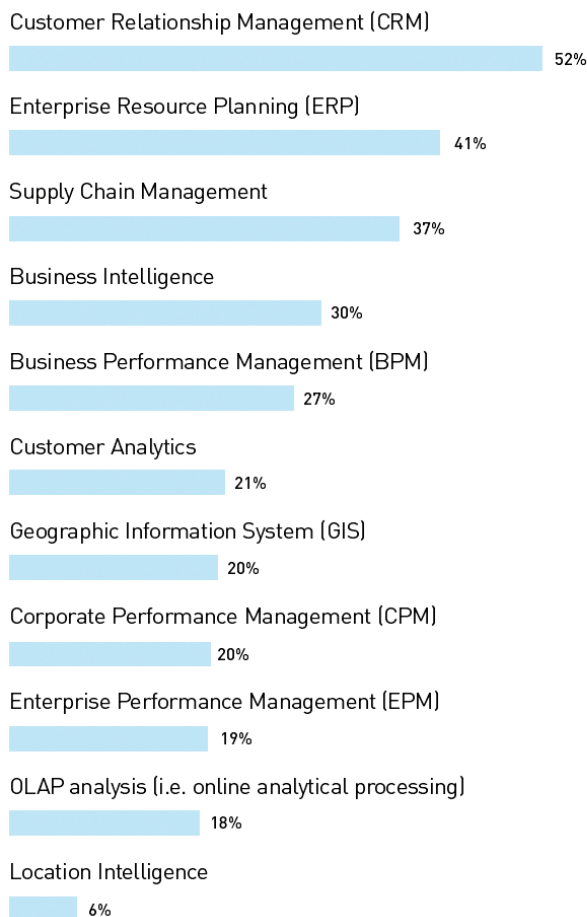 Customer Relationship Management (CRM)
52%
Enterprise Resource Planning (ERP)
41%
Supply Chain Management
37%
Business Intelligence
30%
Business Performance Management (BPM)
27%
Customer Analytics
21%
Geographic Information System (GIS)
20%
Corporate Performance Management (CPM)
20%
Enterprise Performance Management (EPM)
19%
OLAP analysis (i.e. online analytical processing)
18%
Location Intelligence
6%